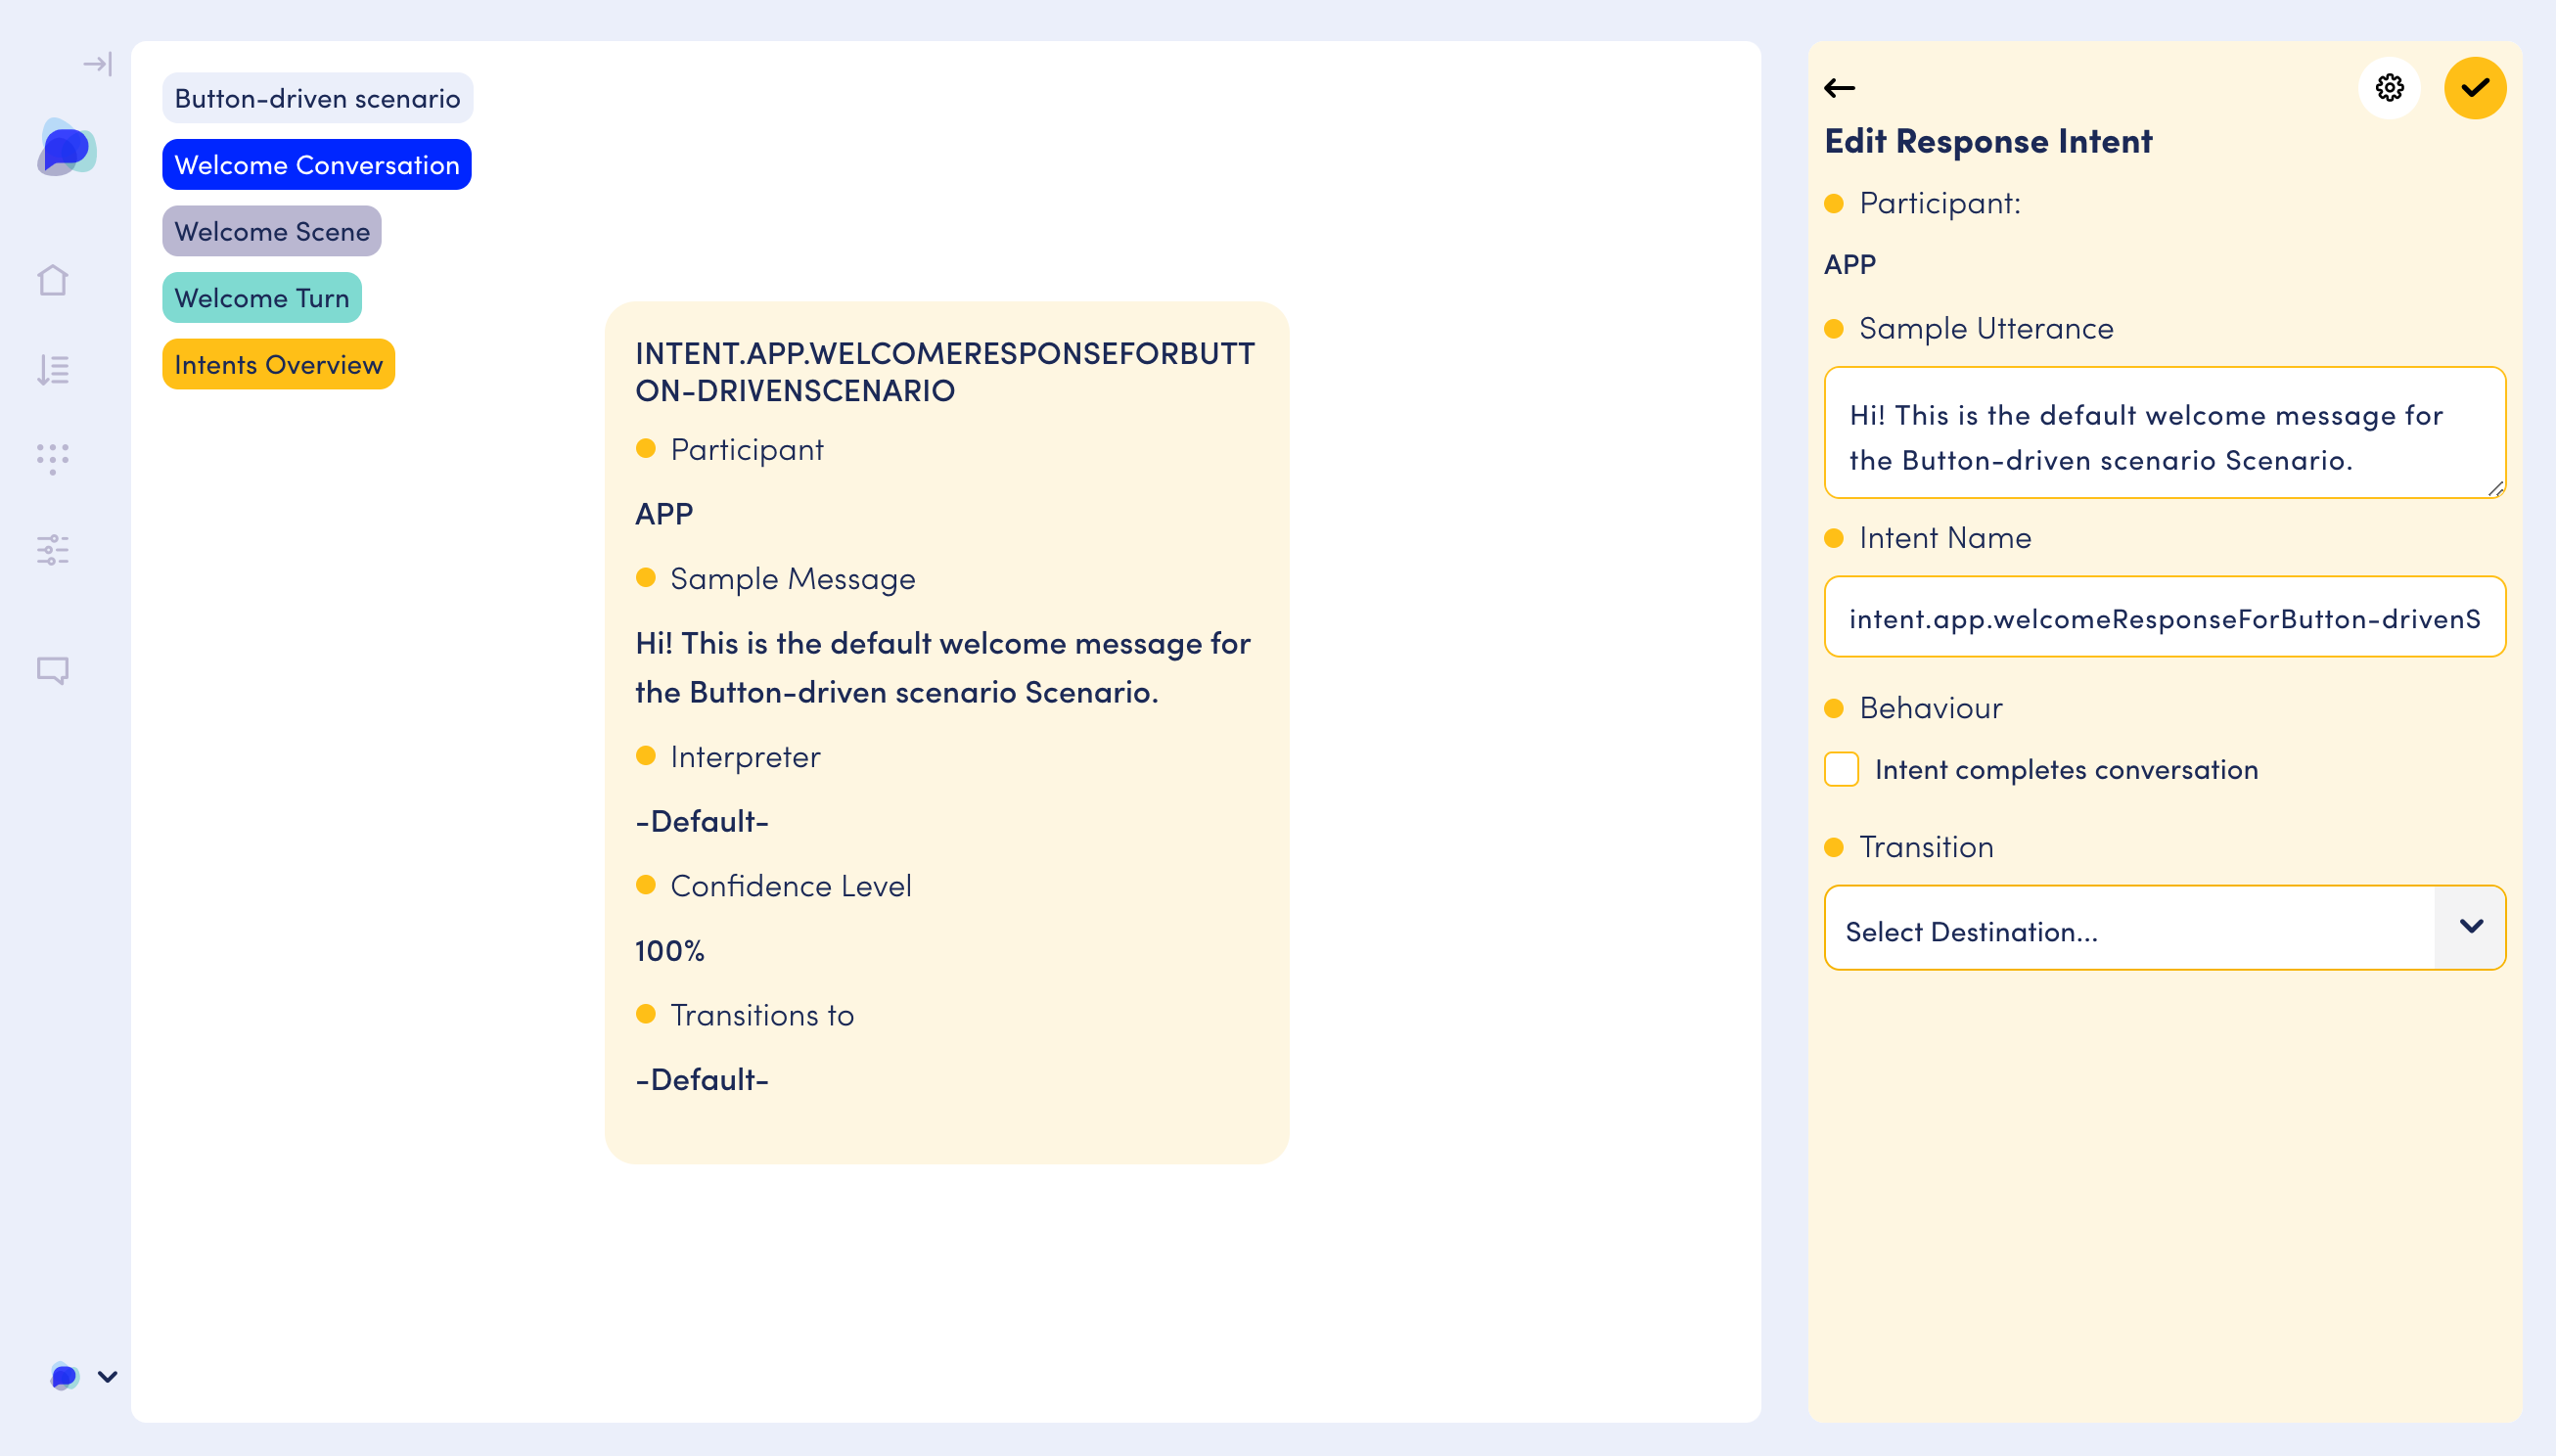 Button-driven scenario
Welcome Conversation
Welcome Scene
Welcome Turn
Intents Overview
INTENT.APP.WELCOMERESPONSEFORBUTT
ON-DRIVENSCENARIO
Participant
APP
Sample Message
Hi! This is the default welcome message for
the Button-driven scenario Scenario.
Interpreter
-Default-
Confidence Level
100%
Transitions to
-Default-
Edit Response Intent
Participant:
APP
Sample Utterance
Hi! This is the default welcome message for
the Button-driven scenario Scenario.
Intent Name
intent.app.welcomeResponseForButton-drivenS
Behaviour
Intent completes conversation
Transition
Select Destination...